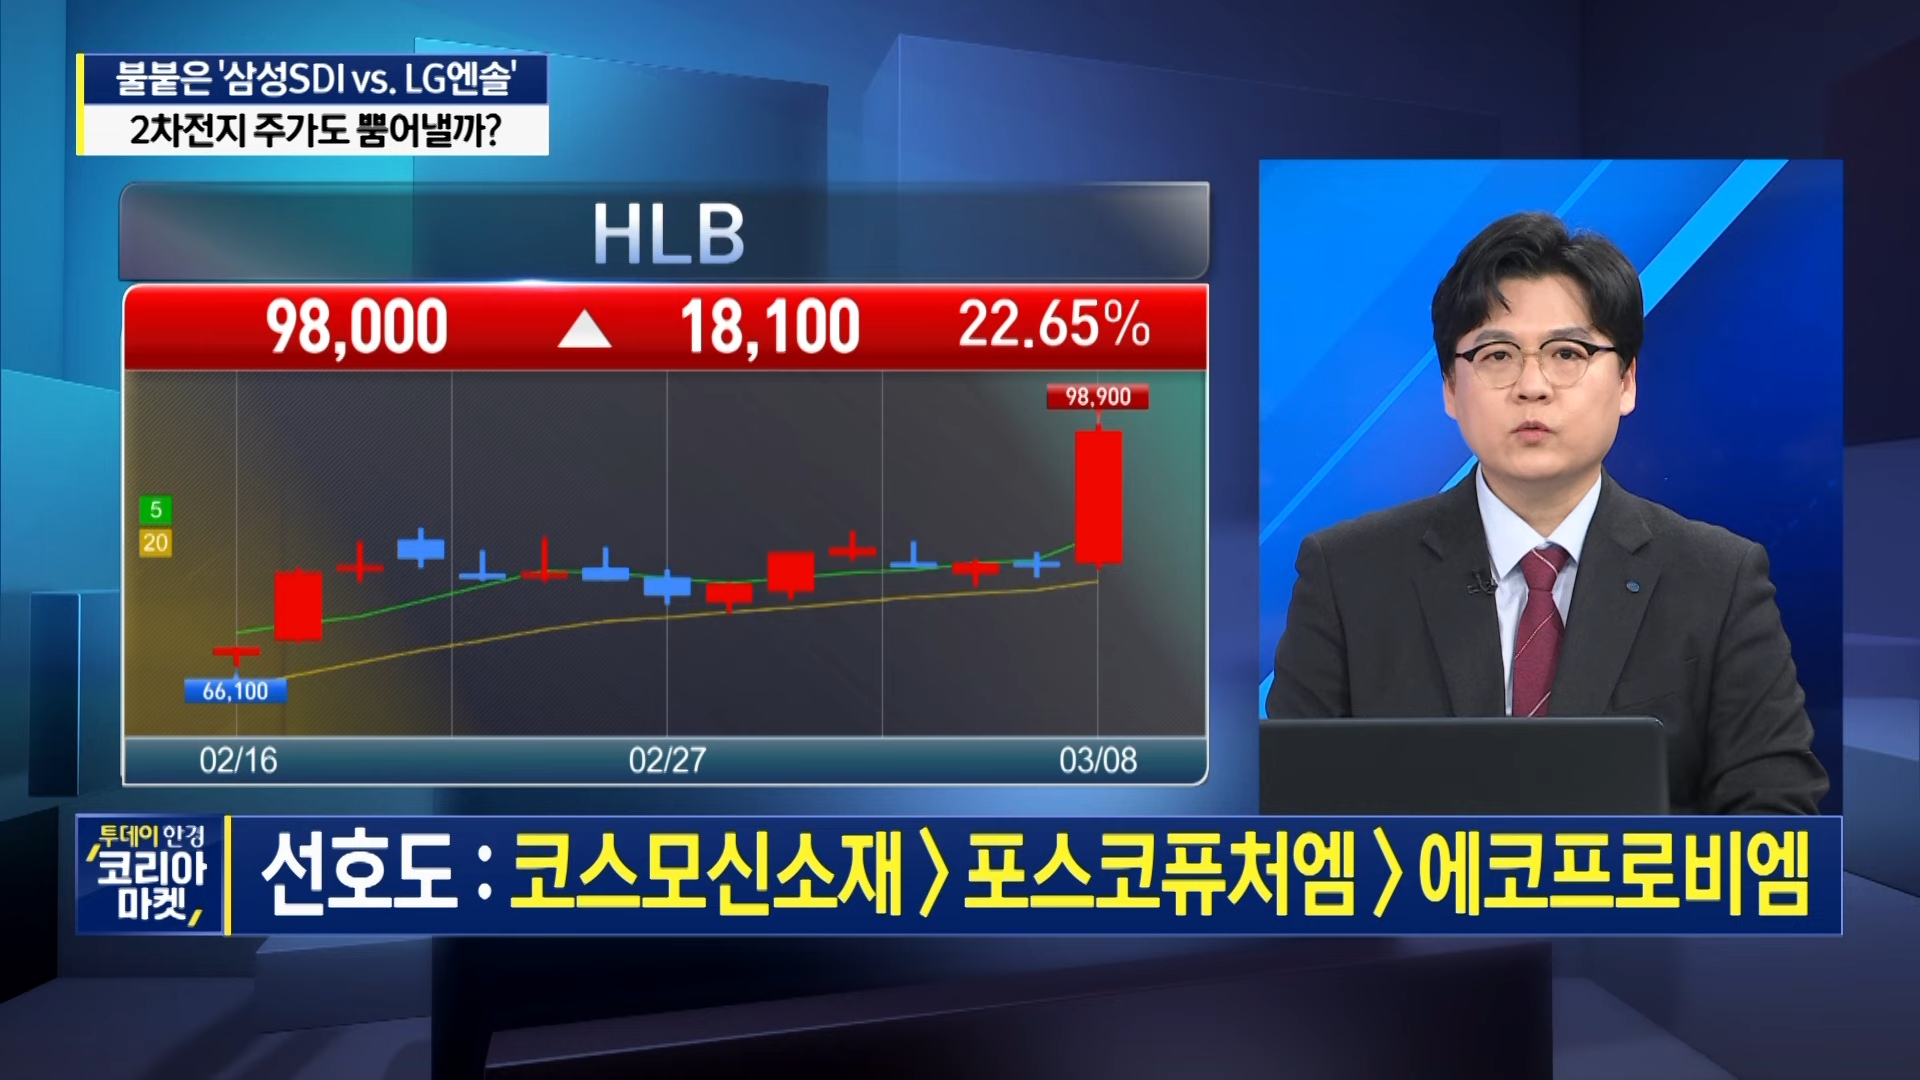 불붙은 '삼성SDI vs. LG엔솔'
2차전지 주가도 뿜어낼까?
HLB
98,000 ▲ 18,100 22.65%
98,900
5
20
66,100
02/16 02/27 03/08
투데이 한경
코리아
마켓
선호도 : 코스모신소재 > 포스코퓨처엠 > 에코프로비엠